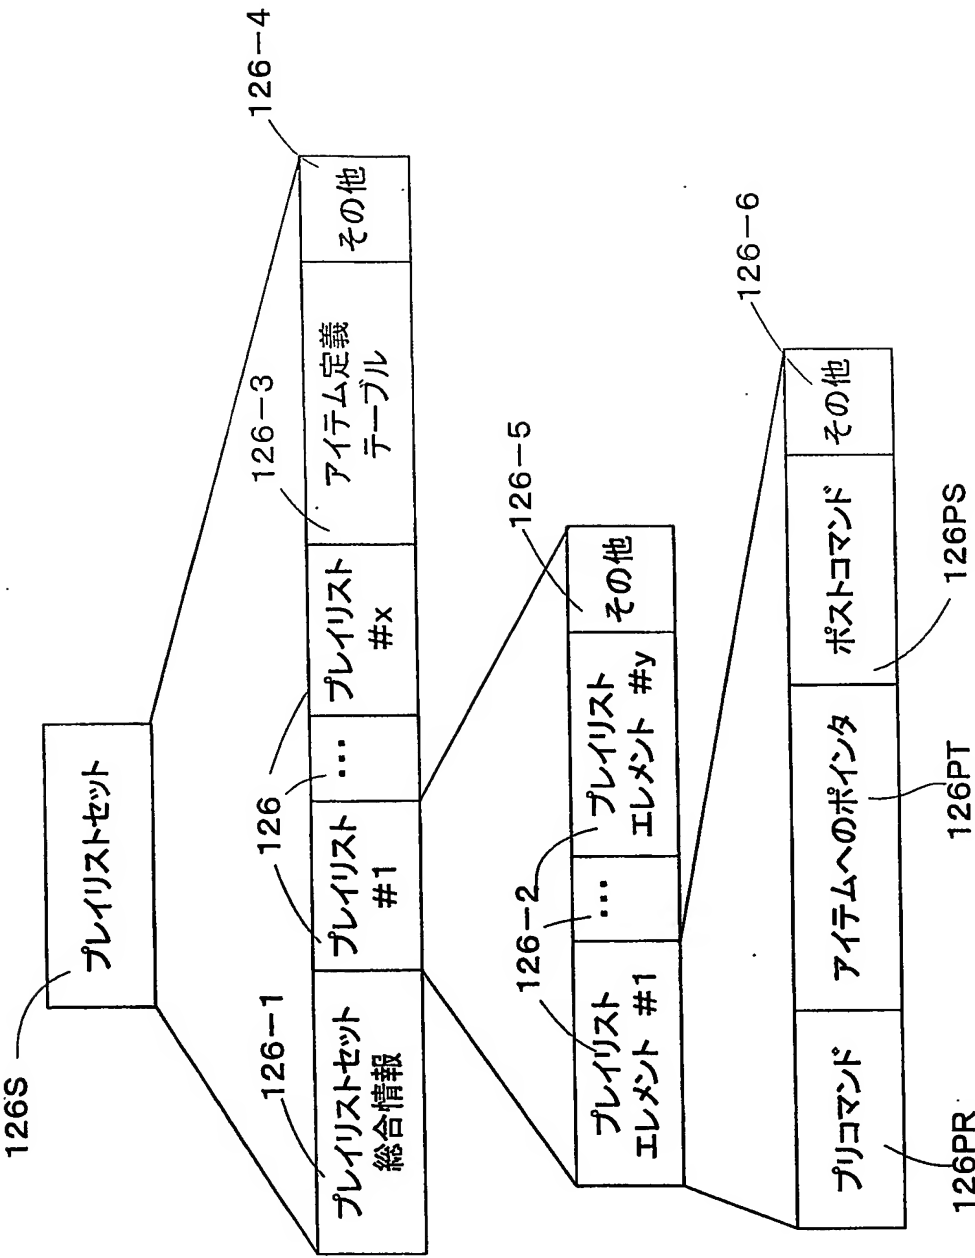 126S
プレイリストセット
126-4
126-1
126
126-3
プレイリストセット
総合情報
プレイリスト
#1
…
プレイリスト
#x
アイテム定義
テーブル
その他
126-2
126-5
プレイリスト
エレメント #1
…
プレイリスト
エレメント #y
その他
126-6
プリコマンド
アイテムへのポインタ
ポストコマンド
その他
126PR
126PT
126PS